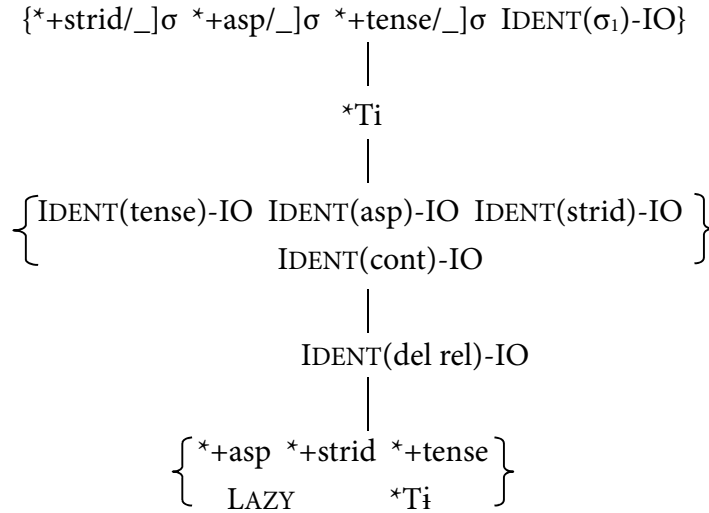 {*+strid/_]σ *+asp/_]σ *+tense/_]σ IDENT(σ₁)-IO}
*Ti
{IDENT(tense)-IO IDENT(asp)-IO IDENT(strid)-IO
IDENT(cont)-IO}
IDENT(del rel)-IO
{*+asp *+strid *+tense
LAZY *Tɨ}